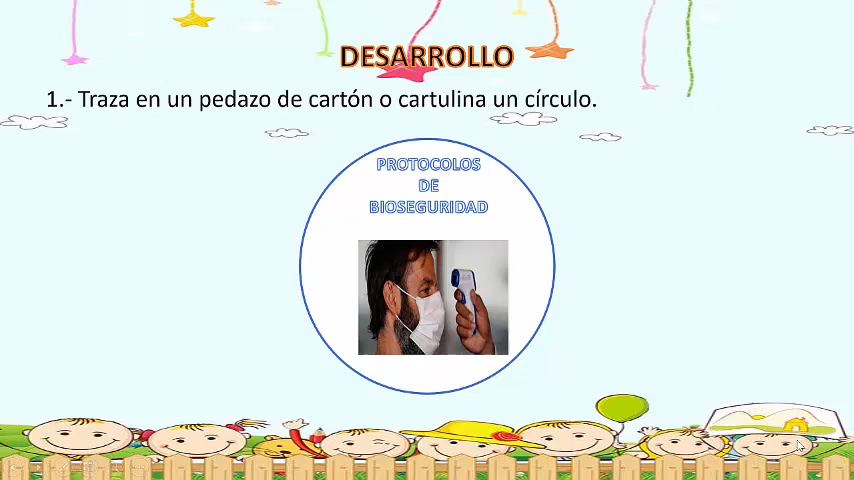 DESARROLLO
1.- Traza en un pedazo de cartón o cartulina un círculo.
PROTOCOLOS
DE
BIOSEGURIDAD